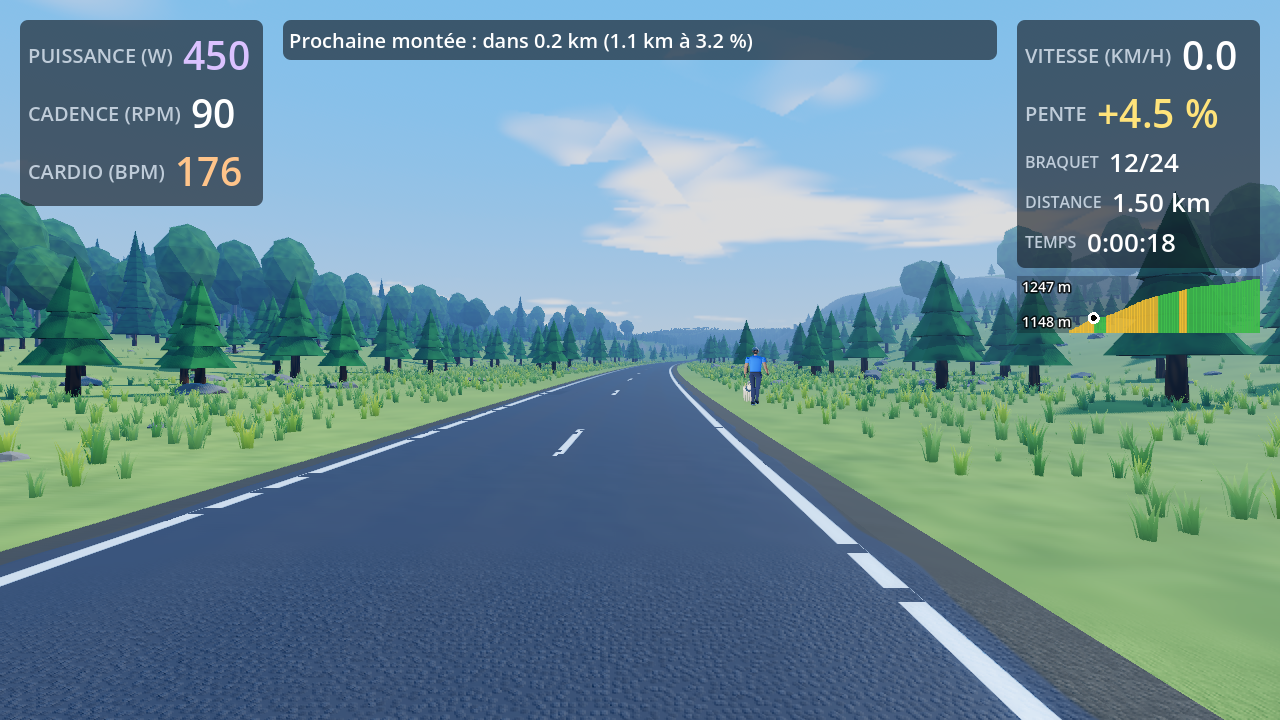 PUISSANCE (W) 450
CADENCE (RPM) 90
CARDIO (BPM) 176
Prochaine montée : dans 0.2 km (1.1 km à 3.2 %)
VITESSE (KM/H) 0.0
PENTE +4.5 %
BRAQUET 12/24
DISTANCE 1.50 km
TEMPS 0:00:18
1247 m
1148 m